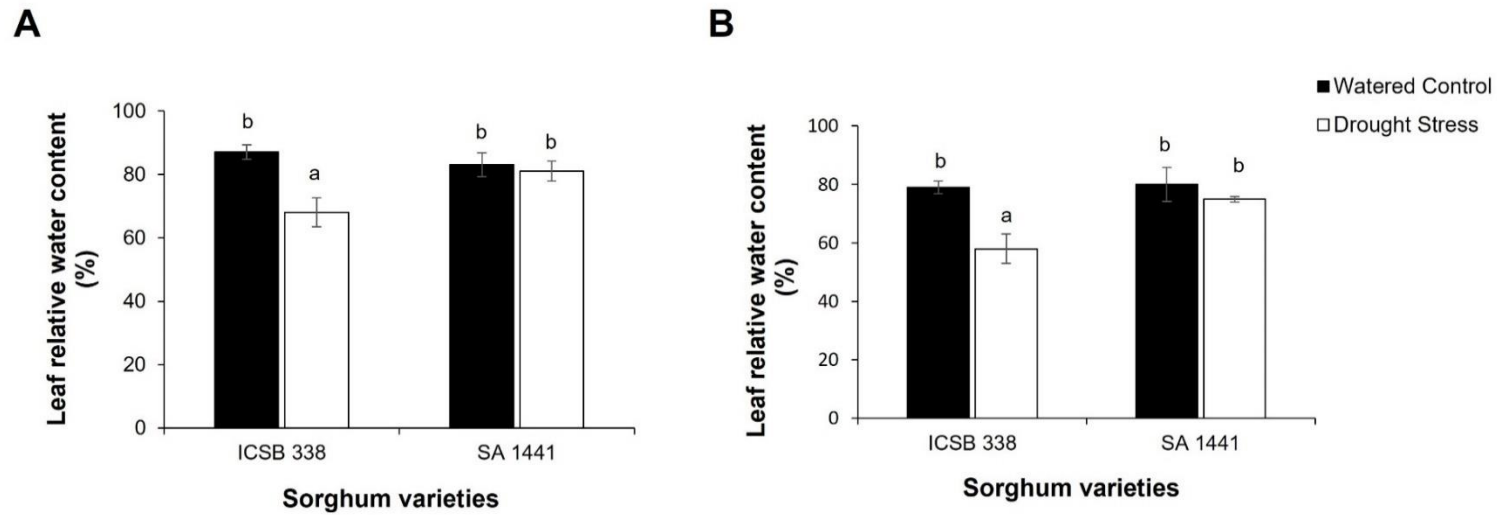 A
Leaf relative water content
(%)
100
80
60
40
20
0
b
a
b
b
ICSB 338
SA 1441
Sorghum varieties
B
Watered Control
Drought Stress
Leaf relative water content
(%)
100
80
60
40
20
0
b
a
b
b
ICSB 338
SA 1441
Sorghum varieties